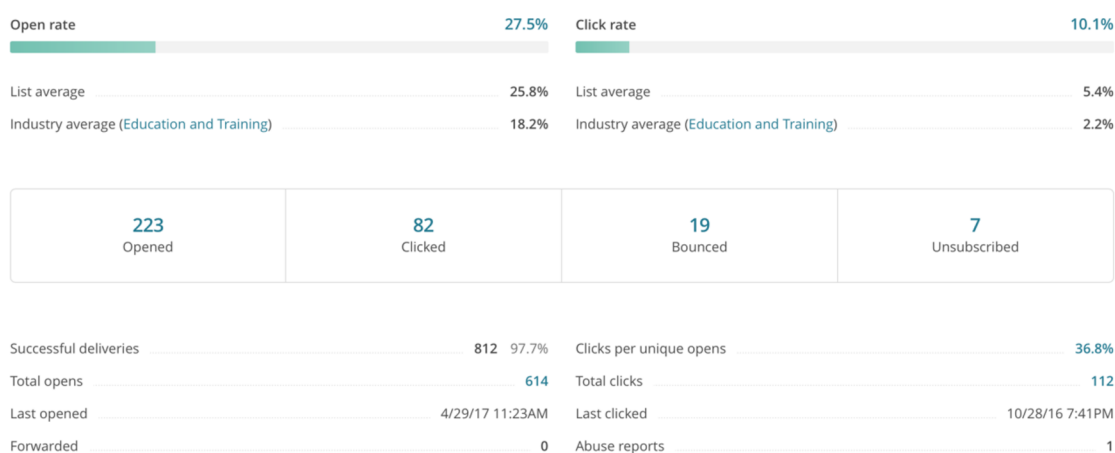 Open rate 27.5% Click rate 10.1%
List average 25.8% List average 5.4%
Industry average (Education and Training) 18.2% Industry average (Education and Training) 2.2%
223 82 19 7
Opened Clicked Bounced Unsubscribed
Successful deliveries 812 97.7% Clicks per unique opens 36.8%
Total opens 614 Total clicks 112
Last opened 4/29/17 11:23AM Last clicked 10/28/16 7:41PM
Forwarded 0 Abuse reports 1